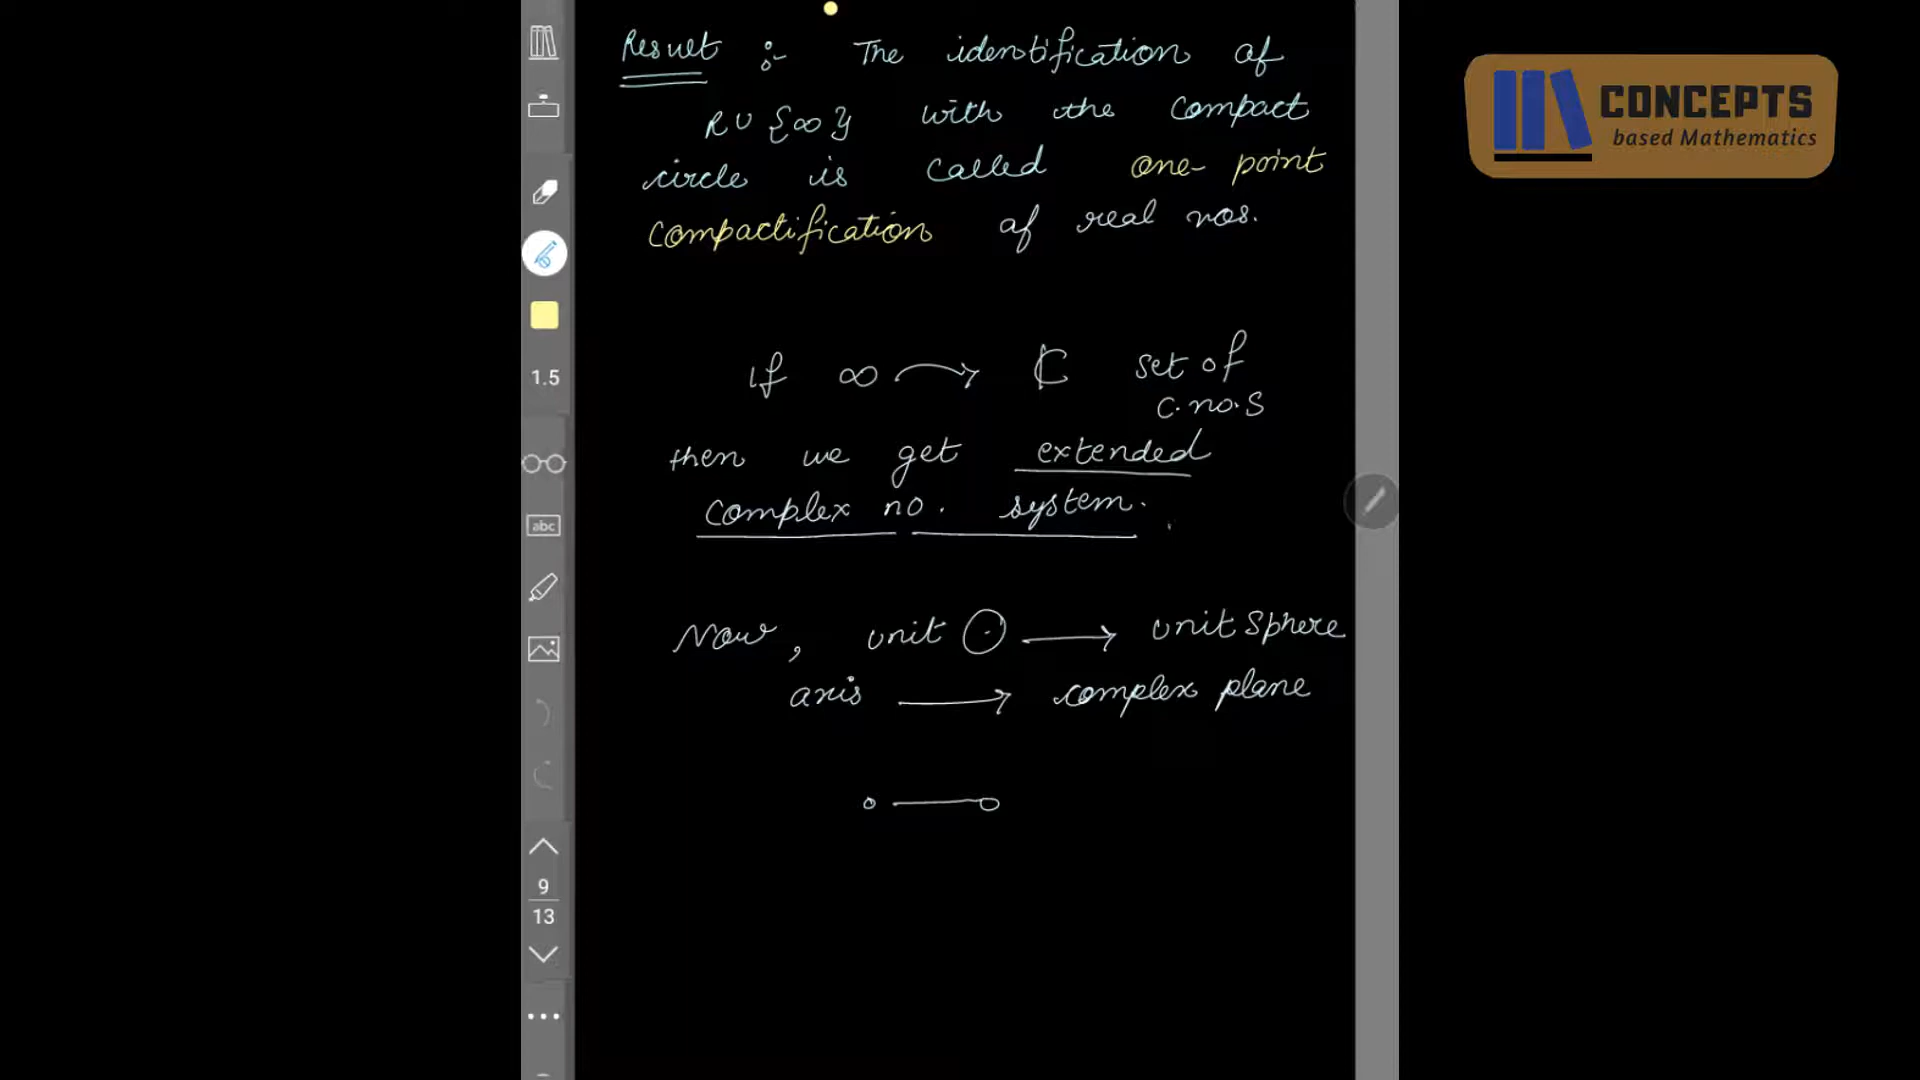 Result :- The identification of
R ∪ {∞} with the compact
circle is called one-point
compactification of real nos.
CONCEPTS
based Mathematics
If ∞ → ℂ set of
c. no.s
then we get extended
complex no. system.
Now, unit ⊙ → unit sphere
axis → complex plane
1.5
abc
9
13